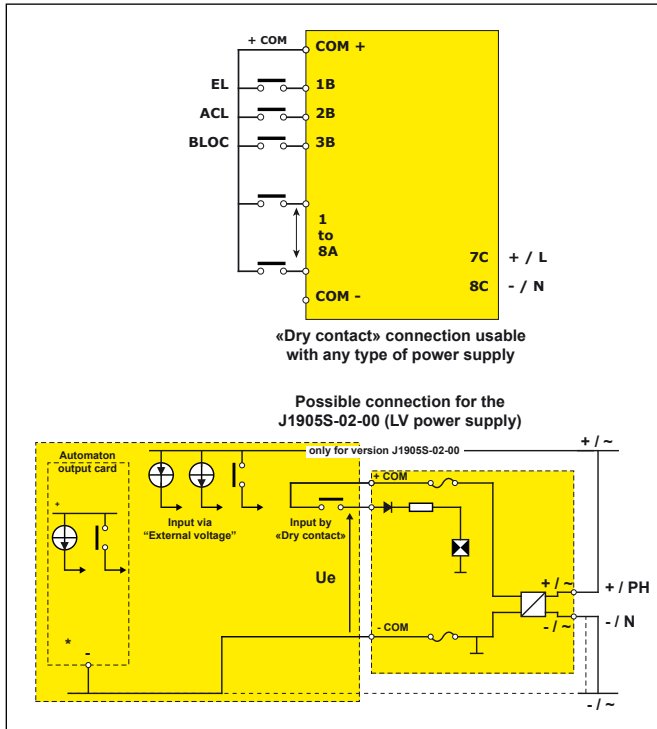 + COM
COM +
EL
1B
ACL
2B
BLOC
3B
1
to
8A
7C
+ / L
8C
- / N
COM -
«Dry contact» connection usable
with any type of power supply
Possible connection for the
J1905S-02-00 (LV power supply)
+ / ~
Automaton
output card
only for version J1905S-02-00
+ COM
+
Input via
“External voltage”
Input by
«Dry contact»
Ue
+ / ~
+ / PH
- / ~
- / N
- COM
*
-
- / ~